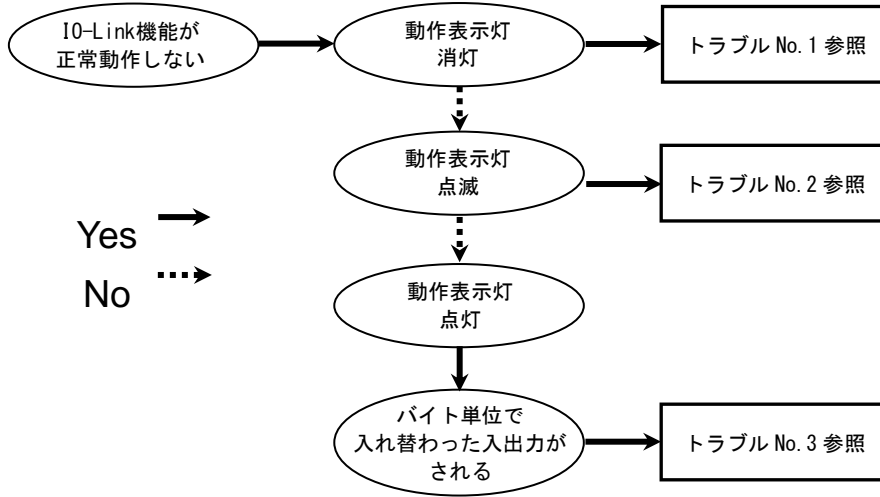 IO-Link機能が
正常動作しない
動作表示灯
消灯
トラブル No.1 参照
動作表示灯
点滅
トラブル No.2 参照
Yes
No
動作表示灯
点灯
バイト単位で
入れ替わった入出力が
される
トラブル No.3 参照